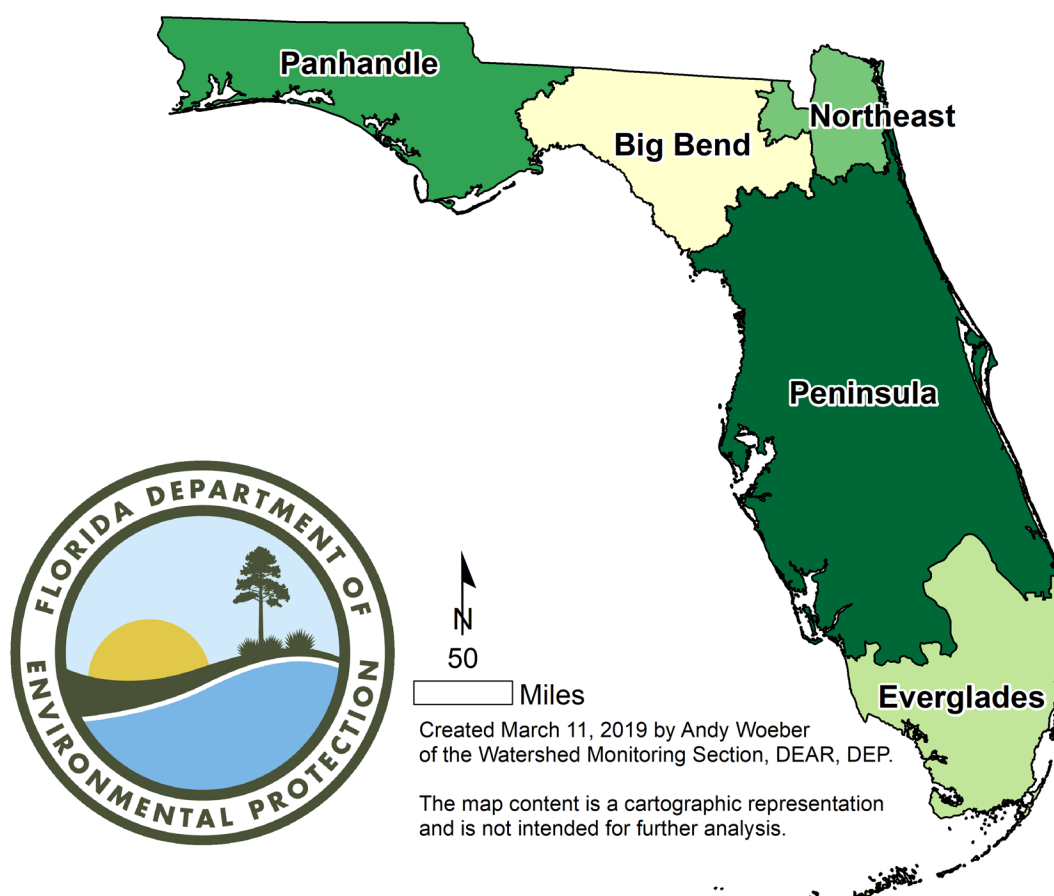 Panhandle
Northeast
Big Bend
Peninsula
FLORIDA DEPARTMENT OF
ENVIRONMENTAL PROTECTION
N
50
Miles
Everglades
Created March 11, 2019 by Andy Woeber
of the Watershed Monitoring Section, DEAR, DEP.
The map content is a cartographic representation
and is not intended for further analysis.